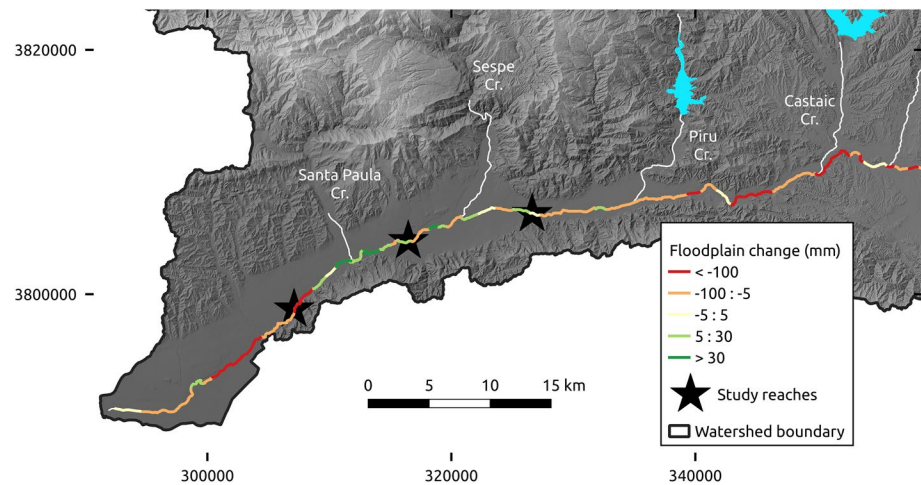 3820000
Sespe
Cr.
Castaic
Cr.
Piru
Cr.
Santa Paula
Cr.
3800000
Floodplain change (mm)
< -100
-100 : -5
-5 : 5
5 : 30
> 30
Study reaches
Watershed boundary
0 5 10 15 km
300000 320000 340000